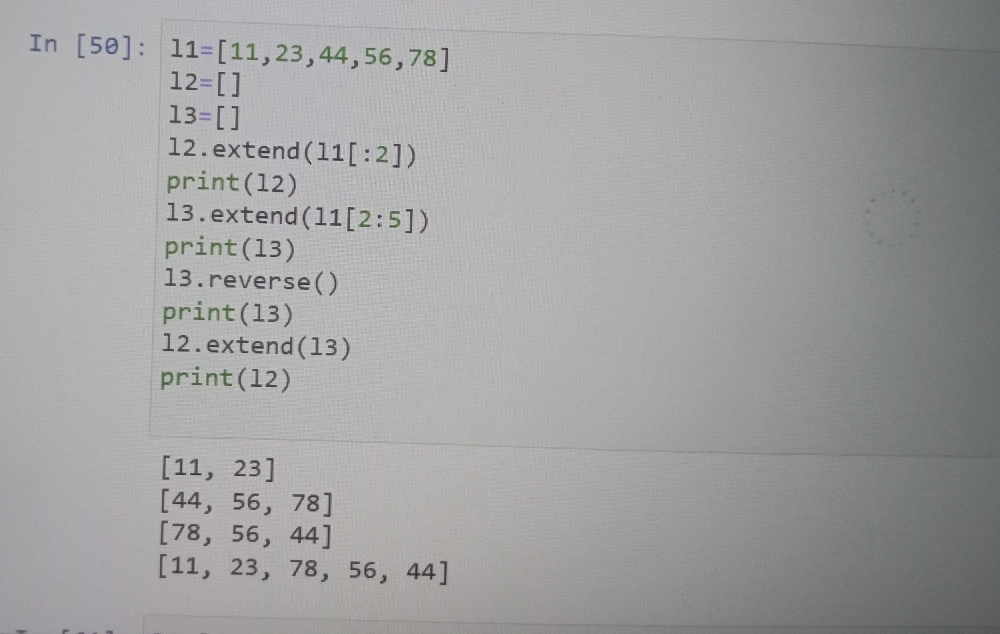 In [50]:
l1=[11,23,44,56,78]
l2=[]
l3=[]
l2.extend(l1[:2])
print(l2)
l3.extend(l1[2:5])
print(l3)
l3.reverse()
print(l3)
l2.extend(l3)
print(l2)
[11, 23]
[44, 56, 78]
[78, 56, 44]
[11, 23, 78, 56, 44]